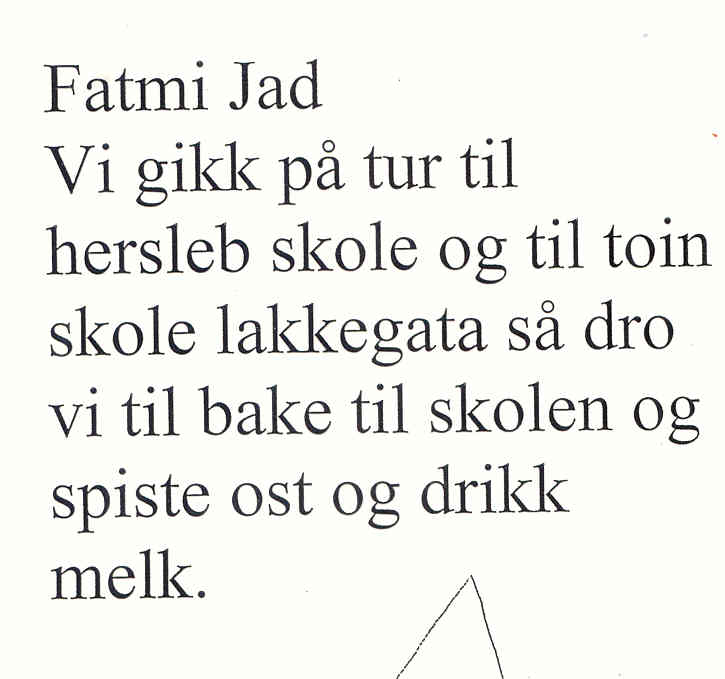 Fatmi Jad
Vi gikk på tur til
hersleb skole og til toin
skole lakkegata så dro
vi til bake til skolen og
spiste ost og drikk
melk.